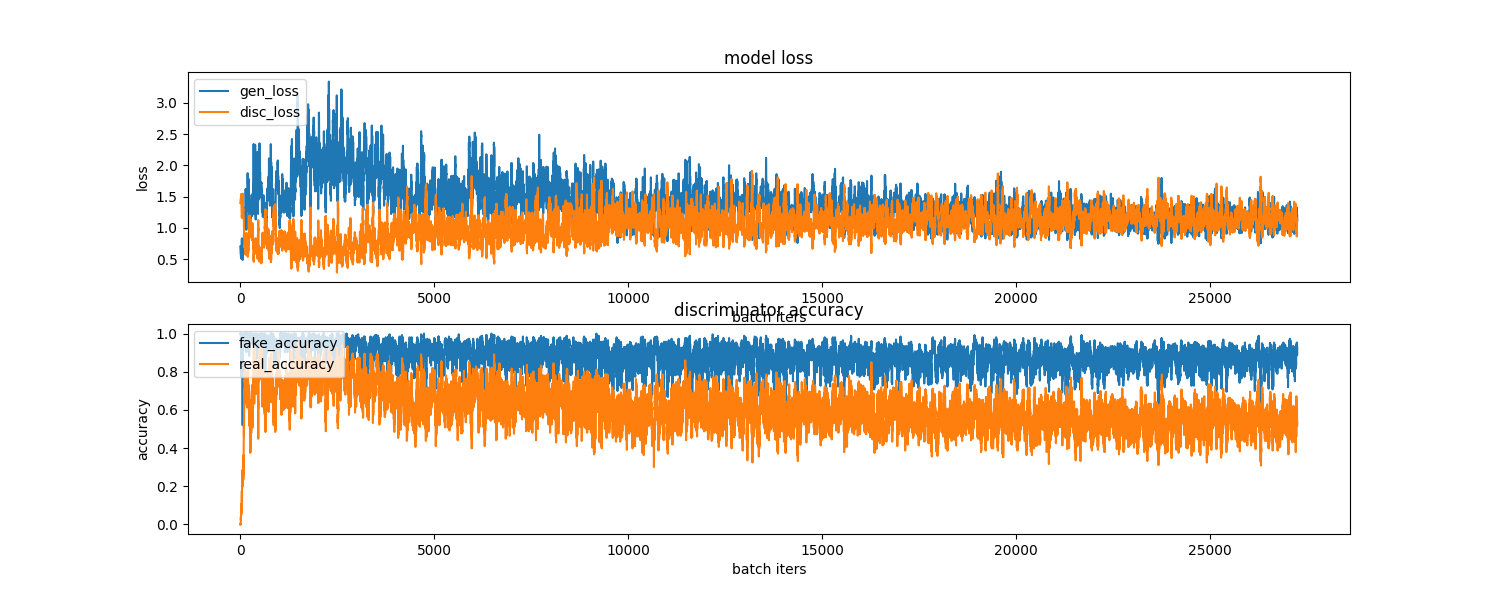 model loss
gen_loss
disc_loss
loss
3.0
2.5
2.0
1.5
1.0
0.5
0 5000 10000 15000 20000 25000
batch iters
discriminator accuracy
fake_accuracy
real_accuracy
accuracy
1.0
0.8
0.6
0.4
0.2
0.0
0 5000 10000 15000 20000 25000
batch iters